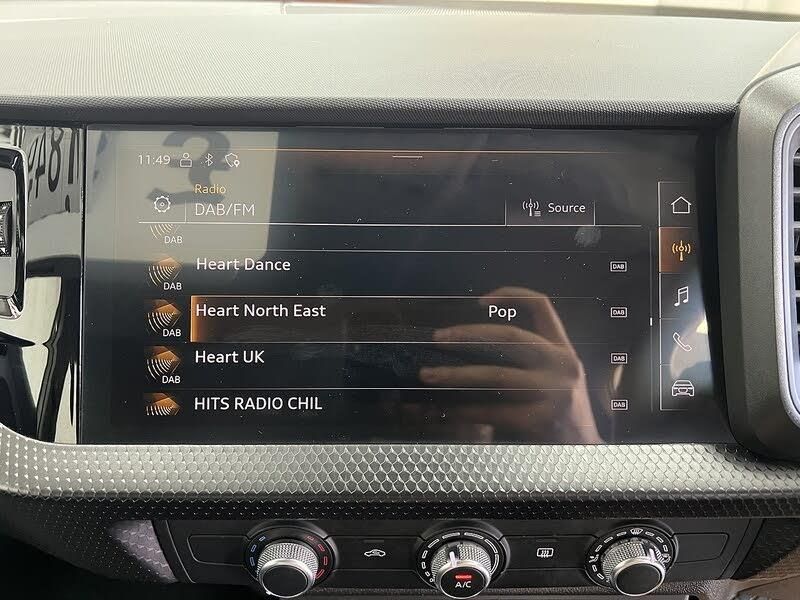 11:49
Radio
DAB/FM
Source
DAB
Heart Dance
DAB
DAB
Heart North East
Pop
DAB
DAB
Heart UK
DAB
DAB
HITS RADIO CHIL
DAB
A/C